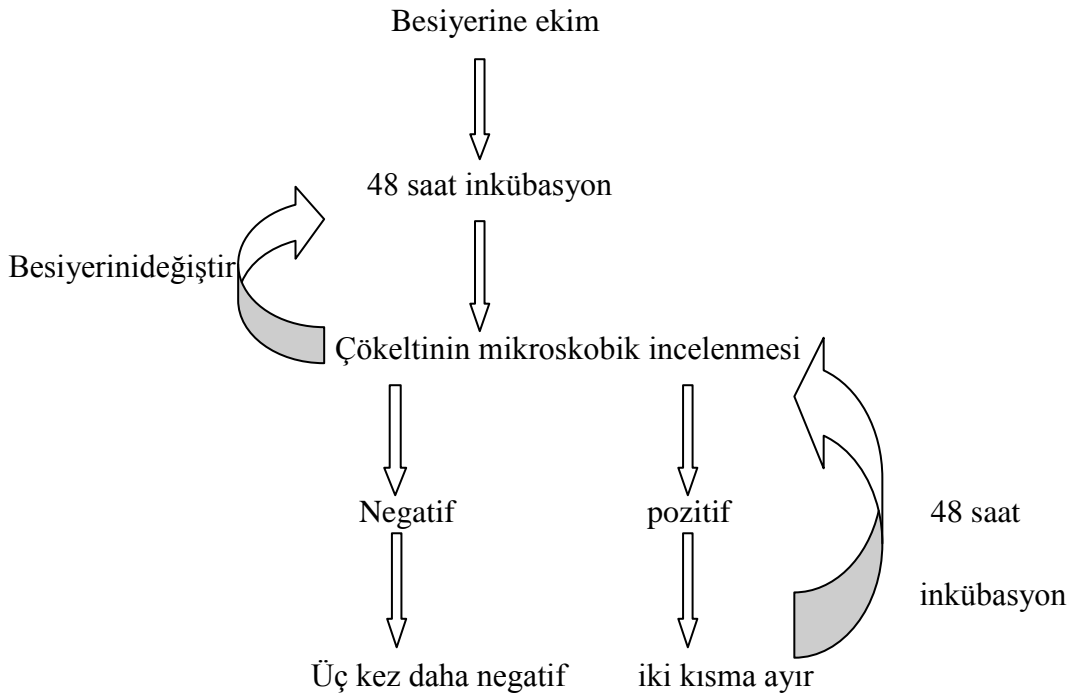 Besiyerine ekim
48 saat inkübasyon
Besiyerinideğiştir
Çökeltinin mikroskobik incelenmesi
Negatif
pozitif
48 saat
inkübasyon
Üç kez daha negatif
iki kısma ayır